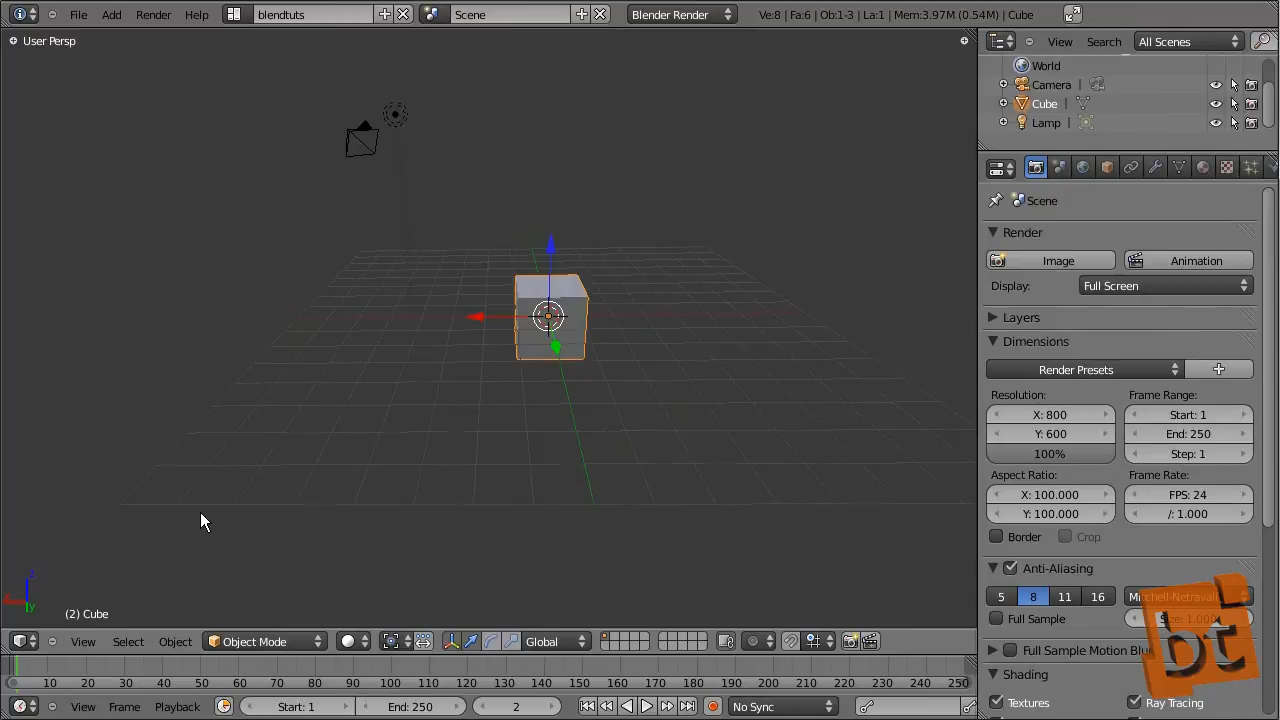 File Add Render Help blendtuts Scene Blender Render Ve:8 | Fa:6 | Ob:1-3 | La:1 | Mem:3.97M (0.54M) | Cube
User Persp
View Search All Scenes
World
Camera
Cube
Lamp
Scene
Render
Image Animation
Display: Full Screen
Layers
Dimensions
Render Presets
Resolution: Frame Range:
X: 800 Start: 1
Y: 600 End: 250
100% Step: 1
Aspect Ratio: Frame Rate:
X: 100.000 FPS: 24
Y: 100.000 /: 1.000
Border Crop
Anti-Aliasing
5 8 11 16 Mitchell-Netravali
Full Sample Size: 1.000
Full Sample Motion Blu
Shading
Textures Ray Tracing
bt
z
x
y
(2) Cube
View Select Object Object Mode Global
10 20 30 40 50 60 70 80 90 100 110 120 130 140 150 160 170 180 190 200 210 220 230 240 250
View Frame Playback Start: 1 End: 250 2 No Sync